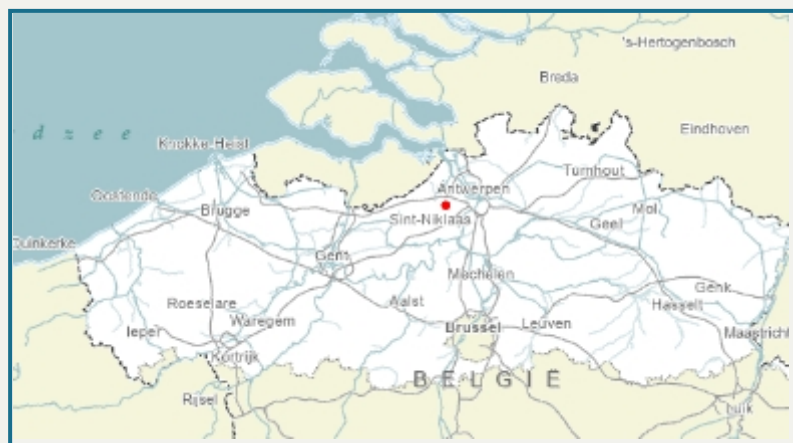 's-Hertogenbosch
Breda
Eindhoven
d z e e
Knokke-Heist
Turnhout
Antwerpen
Oostende
Brugge
Mol
Sint-Niklaas
Geel
Duinkerke
Gent
Mechelen
Genk
Roeselare
Aalst
Hasselt
Waregem
Brussel
Leuven
Ieper
Maastricht
Kortrijk
BELGIË
Rijsel
Luik